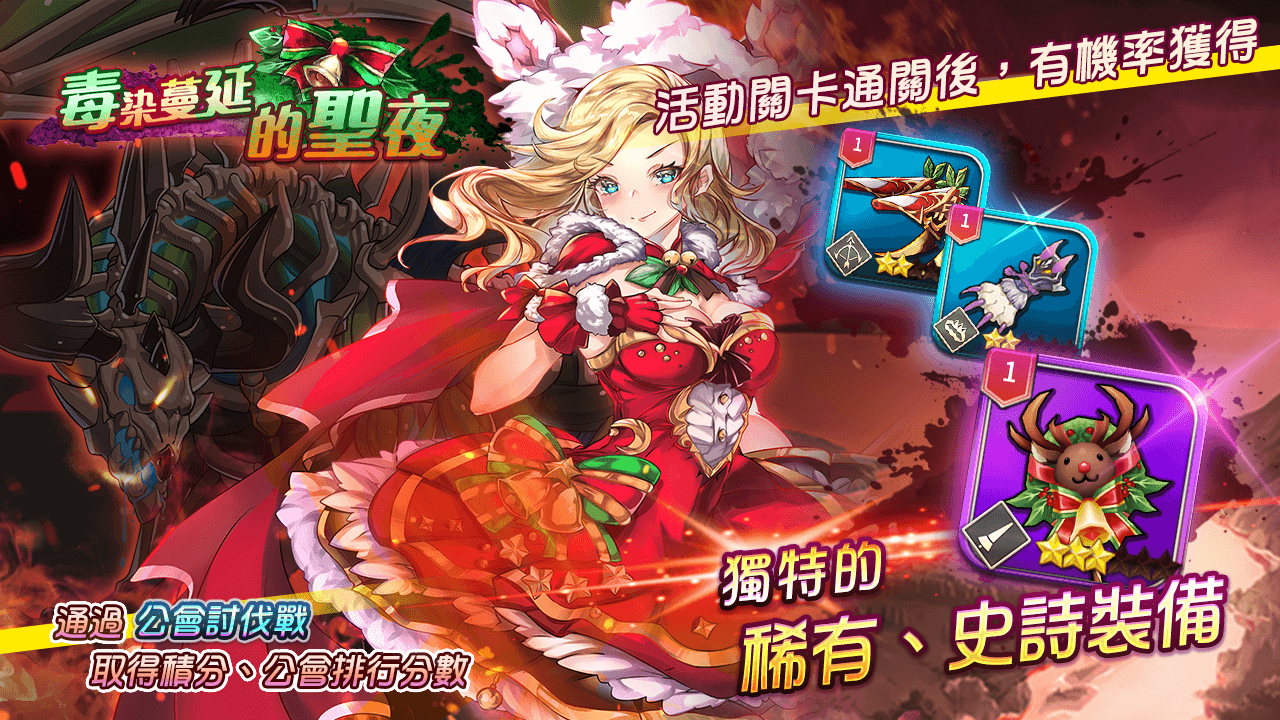 毒染蔓延
的聖夜
活動關卡通關後，有機率獲得
1
1
1
獨特的
稀有、史詩裝備
通過 公會討伐戰
取得積分、公會排行分數